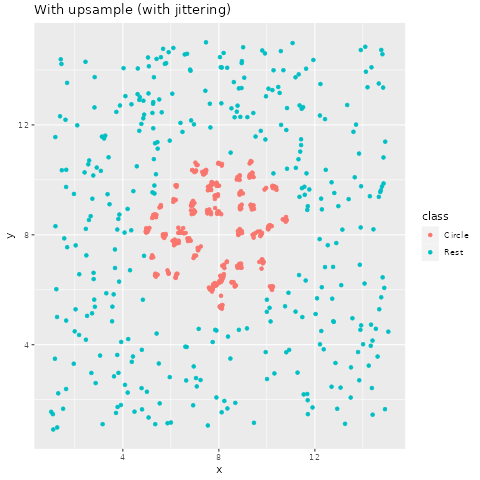 With upsample (with jittering)
12
8
4
y
4
8
12
x
class
Circle
Rest